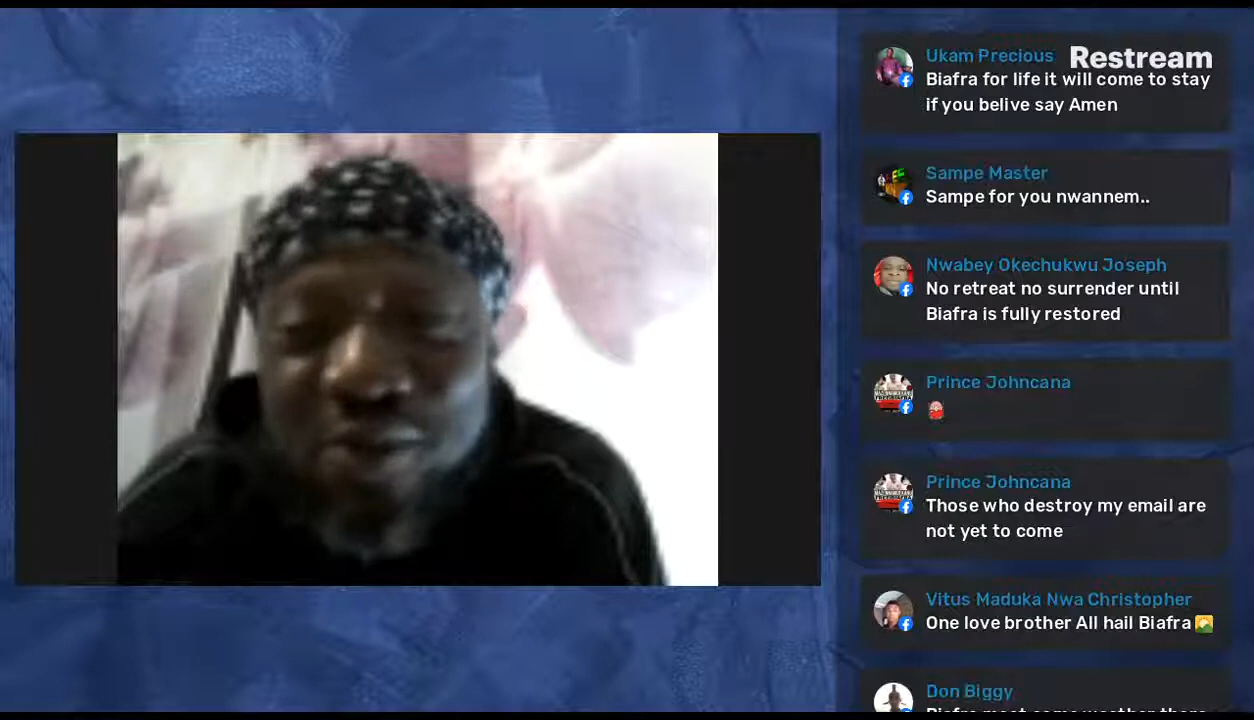 Restream
Ukam Precious
Biafra for life it will come to stay
if you belive say Amen
Sampe Master
Sampe for you nwannem..
Nwabey Okechukwu Joseph
No retreat no surrender until
Biafra is fully restored
Prince Johncana
Prince Johncana
Those who destroy my email are
not yet to come
Vitus Maduka Nwa Christopher
One love brother All hail Biafra
Don Biggy